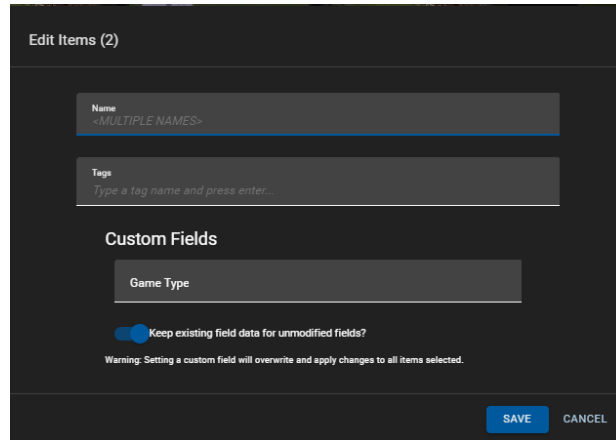 Edit Items (2)
Name
<MULTIPLE NAMES>
Tags
Type a tag name and press enter...
Custom Fields
Game Type
Keep existing field data for unmodified fields?
Warning: Setting a custom field will overwrite and apply changes to all items selected.
SAVE CANCEL